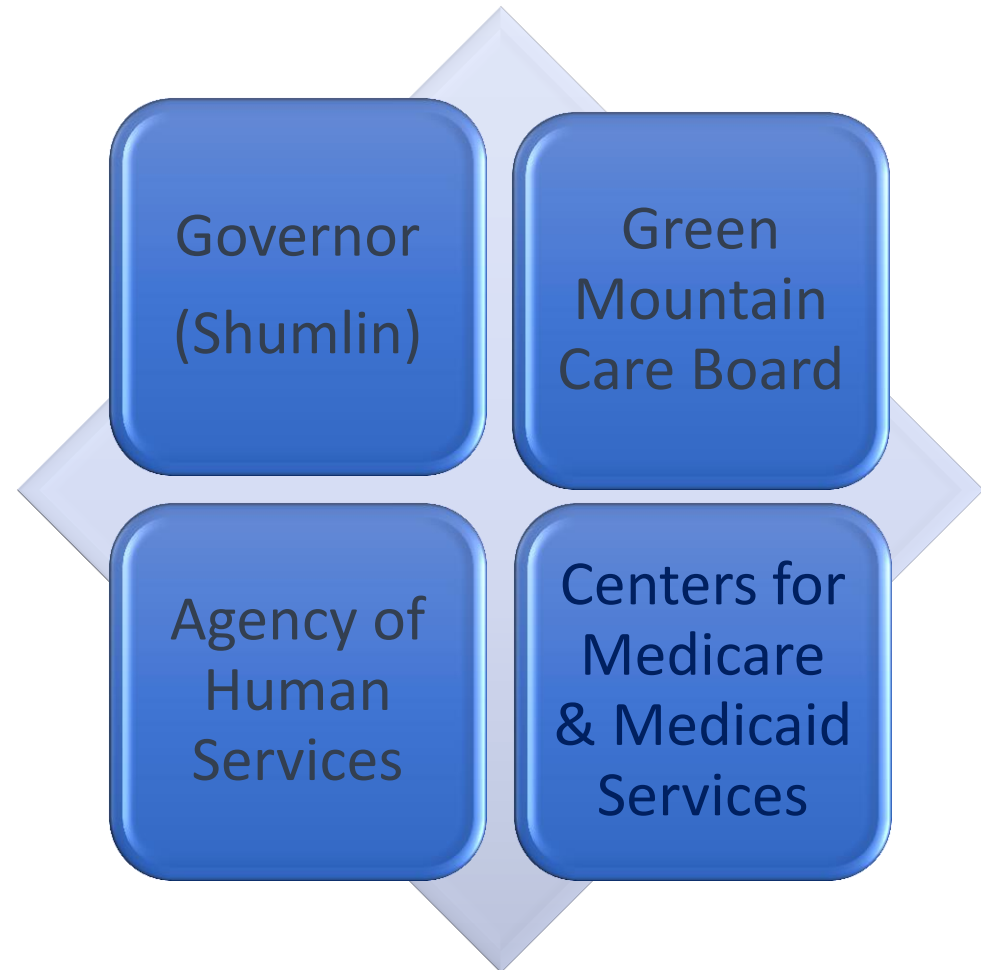 Governor
(Shumlin)
Green
Mountain
Care Board
Agency of
Human
Services
Centers for
Medicare
& Medicaid
Services